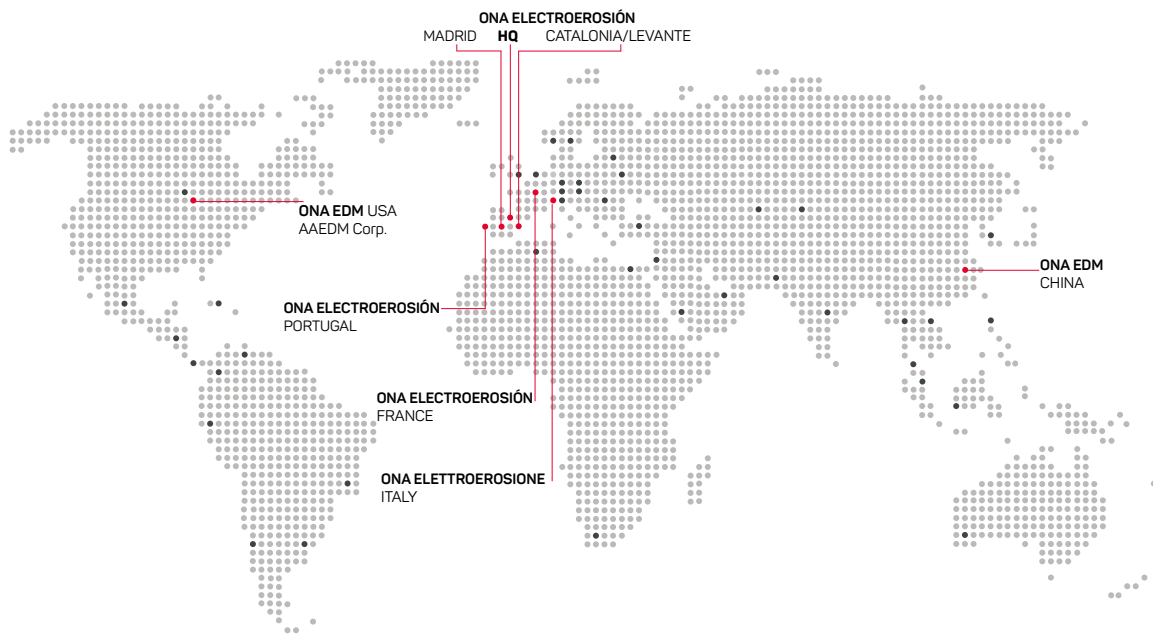 ONA ELECTROEROSIÓN
MADRID HQ CATALONIA/LEVANTE
ONA EDM USA
AAEDM Corp.
ONA EDM
CHINA
ONA ELECTROEROSIÓN
PORTUGAL
ONA ELECTROEROSIÓN
FRANCE
ONA ELETTROEROSIONE
ITALY